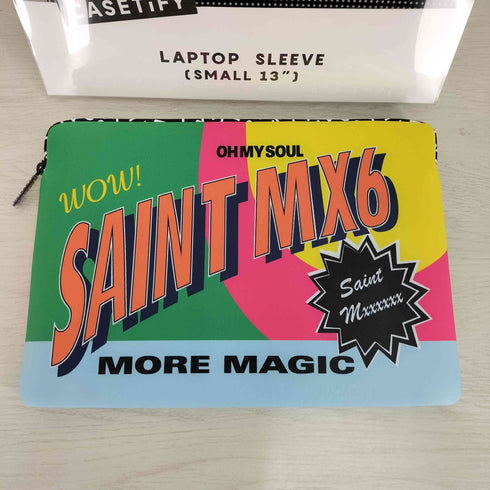 CASETiFY
LAPTOP SLEEVE
(SMALL 13")
OH MY SOUL
WOW!
SAINT MX6
Saint
Mxxxxxx
MORE MAGIC